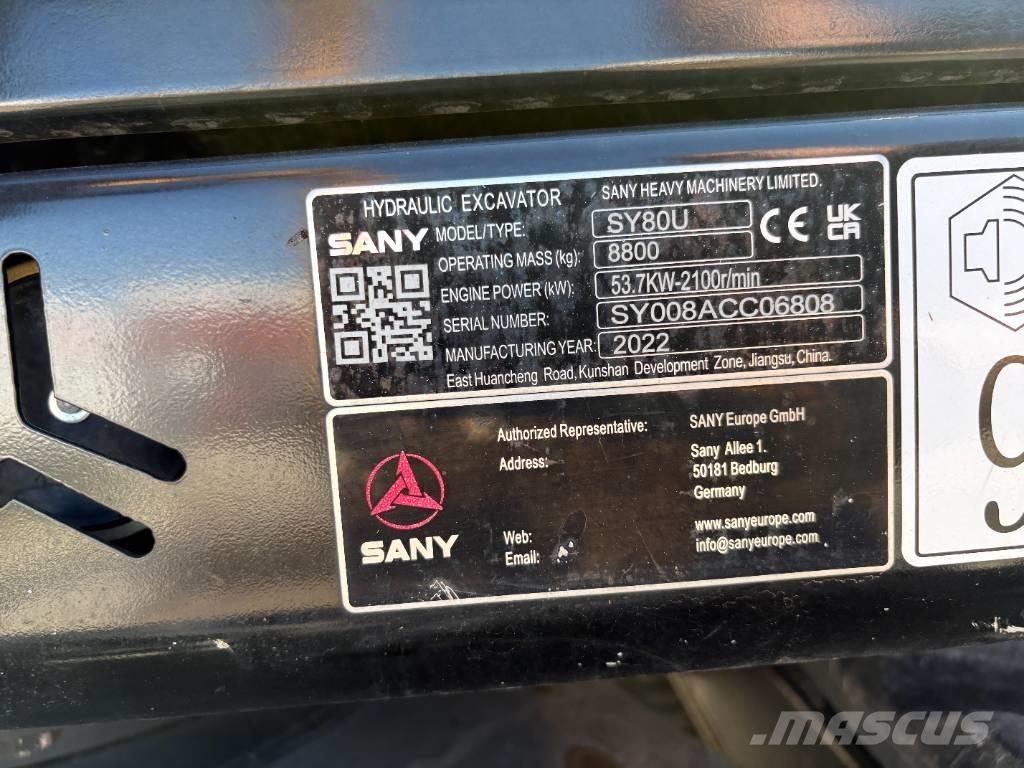 HYDRAULIC EXCAVATOR SANY HEAVY MACHINERY LIMITED.
SANY MODEL/TYPE: SY80U CE UK CA
OPERATING MASS (kg): 8800
ENGINE POWER (kW): 53.7KW-2100r/min
SERIAL NUMBER: SY008ACC06808
MANUFACTURING YEAR: 2022
East Huancheng Road, Kunshan Development Zone, Jiangsu, China.
Authorized Representative: SANY Europe GmbH
Address: Sany Allee 1.
50181 Bedburg
Germany
Web: www.sanyeurope.com
Email: info@sanyeurope.com
SANY
MASCUS